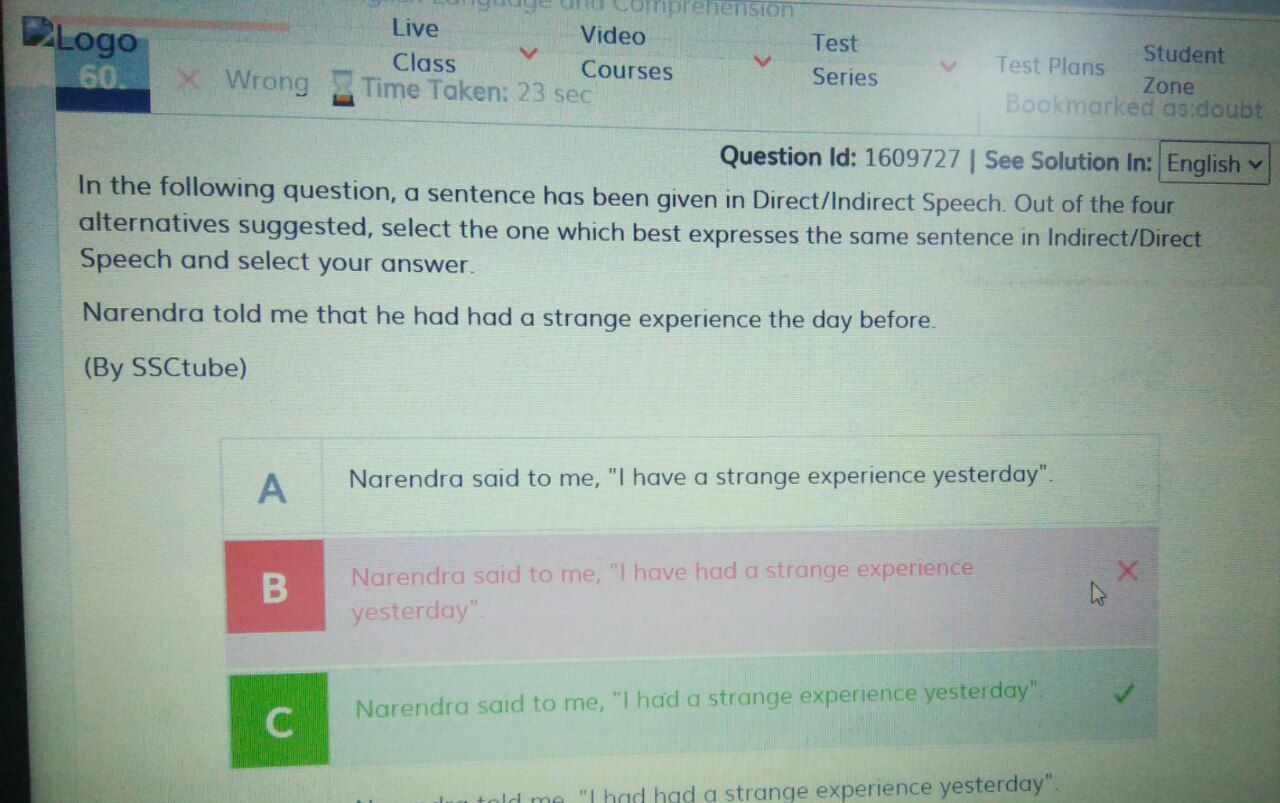 Language and Comprehension
Logo
Live
Class
Video
Courses
Test
Series
Test Plans
Student
Zone
60.
Wrong
Time Taken: 23 sec
Bookmarked as:doubt
Question Id: 1609727 | See Solution In: English
In the following question, a sentence has been given in Direct/Indirect Speech. Out of the four
alternatives suggested, select the one which best expresses the same sentence in Indirect/Direct
Speech and select your answer.
Narendra told me that he had had a strange experience the day before.
(By SSCtube)
A
Narendra said to me, "I have a strange experience yesterday".
B
Narendra said to me, "I have had a strange experience
yesterday".
C
Narendra said to me, "I had a strange experience yesterday".
told me, "I had had a strange experience yesterday".